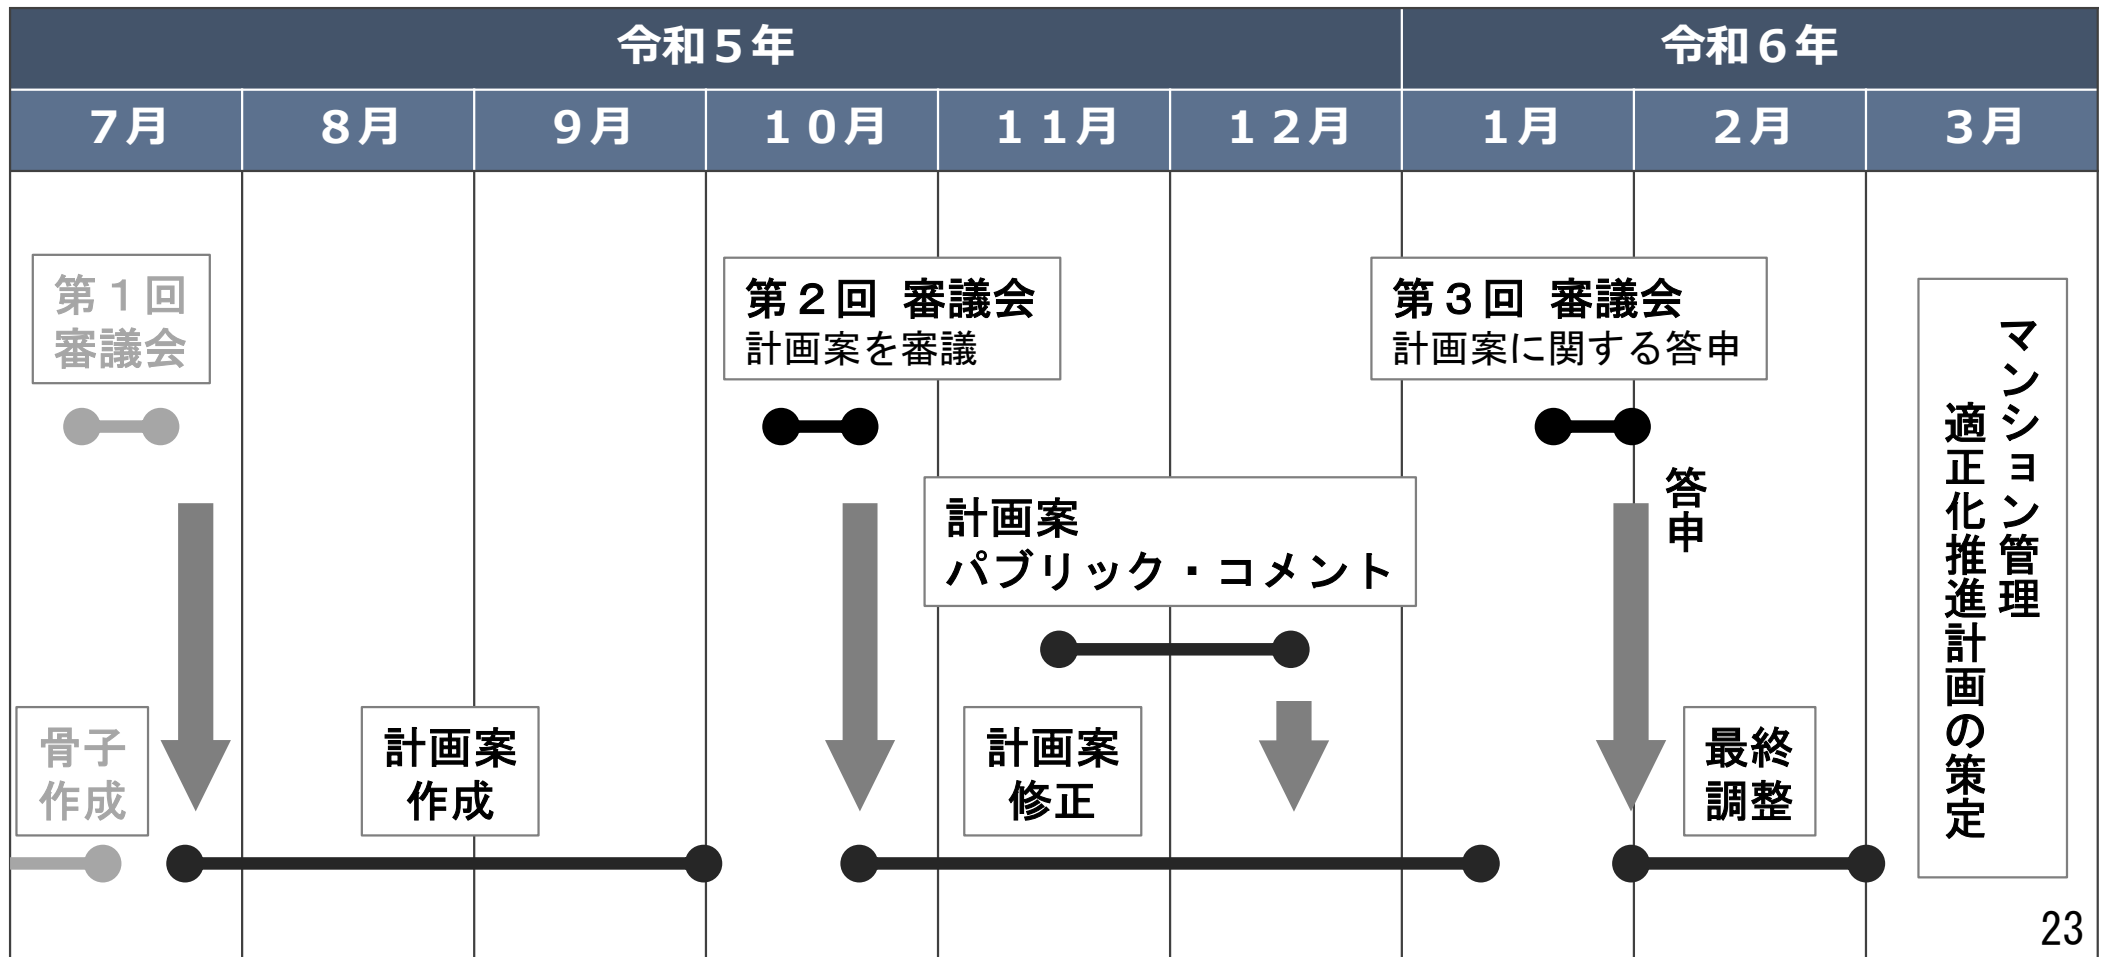 令和５年
令和６年
７月
８月
９月
１０月
１１月
１２月
１月
２月
３月
第１回
審議会
第２回 審議会
計画案を審議
第３回 審議会
計画案に関する答申
答申
計画案
パブリック・コメント
骨子
作成
計画案
作成
計画案
修正
最終
調整
マンション管理
適正化推進計画の策定
23